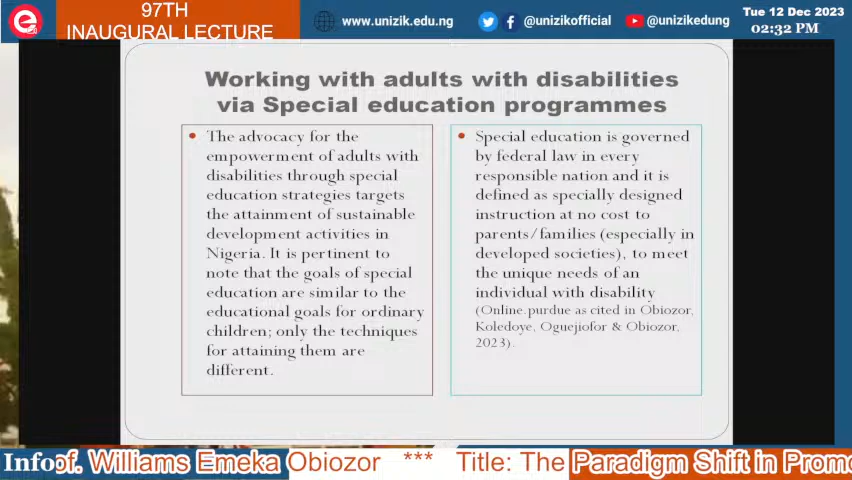 97TH
INAUGURAL LECTURE
www.unizik.edu.ng
@unizikofficial
@unizikedung
Tue 12 Dec 2023
02:32 PM
Working with adults with disabilities
via Special education programmes
• The advocacy for the
empowerment of adults with
disabilities through special
education strategies targets
the attainment of sustainable
development activities in
Nigeria. It is pertinent to
note that the goals of special
education are similar to the
educational goals for ordinary
children; only the techniques
for attaining them are
different.
• Special education is governed
by federal law in every
responsible nation and it is
defined as specially designed
instruction at no cost to
parents/families (especially in
developed societies), to meet
the unique needs of an
individual with disability
(Online.purdue as cited in Obiozor,
Koledoye, Oguejiofor & Obiozor,
2023).
Info
of. Williams Emeka Obiozor *** Title: The Paradigm Shift in Promo